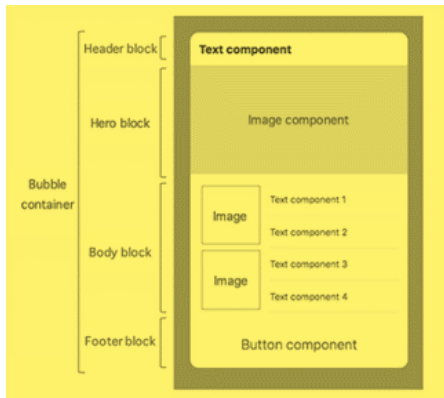 Header block
Text component
Hero block
Image component
Bubble
container
Body block
Image
Text component 1
Text component 2
Image
Text component 3
Text component 4
Footer block
Button component